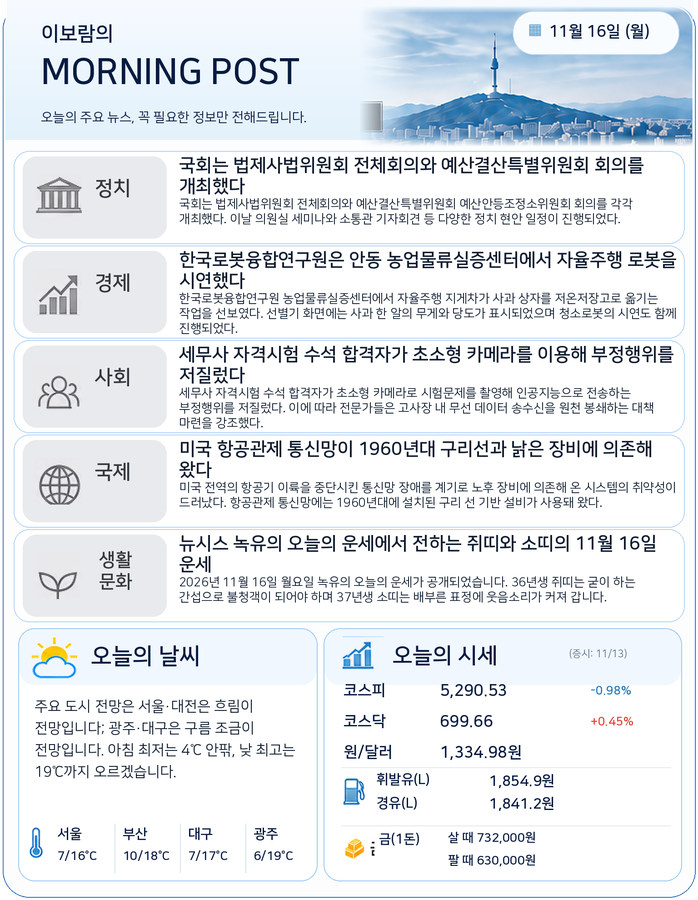 이보람의
MORNING POST
오늘의 주요 뉴스, 꼭 필요한 정보만 전해드립니다.
11월 16일 (월)
정치
국회는 법제사법위원회 전체회의와 예산결산특별위원회 회의를
개최했다
국회는 법제사법위원회 전체회의와 예산결산특별위원회 예산안등조정소위원회 회의를 각각
개최했다. 이날 의원실 세미나와 소통관 기자회견 등 다양한 정치 현안 일정이 진행되었다.
경제
한국로봇융합연구원은 안동 농업물류실증센터에서 자율주행 로봇을
시연했다
한국로봇융합연구원 농업물류실증센터에서 자율주행 지게차가 사과 상자를 저온저장고로 옮기는
작업을 선보였다. 선별기 화면에는 사과 한 알의 무게와 당도가 표시되었으며 청소로봇의 시연도 함께
진행되었다.
사회
세무사 자격시험 수석 합격자가 초소형 카메라를 이용해 부정행위를
저질렀다
세무사 자격시험 수석 합격자가 초소형 카메라로 시험문제를 촬영해 인공지능으로 전송하는
부정행위를 저질렀다. 이에 따라 전문가들은 고사장 내 무선 데이터 송수신을 원천 봉쇄하는 대책
마련을 강조했다.
국제
미국 항공관제 통신망이 1960년대 구리선과 낡은 장비에 의존해
왔다
미국 전역의 항공기 이륙을 중단시킨 통신망 장애를 계기로 노후 장비에 의존해 온 시스템의 취약성이
드러났다. 항공관제 통신망에는 1960년대에 설치된 구리 선 기반 설비가 사용돼 왔다.
생활
문화
뉴시스 녹유의 오늘의 운세에서 전하는 쥐띠와 소띠의 11월 16일
운세
2026년 11월 16일 월요일 녹유의 오늘의 운세가 공개되었습니다. 36년생 쥐띠는 굳이 하는
간섭으로 불청객이 되어야 하며 37년생 소띠는 배부른 표정에 웃음소리가 커져 갑니다.
오늘의 날씨
주요 도시 전망은 서울·대전은 흐림이
전망입니다; 광주·대구은 구름 조금이
전망입니다. 아침 최저는 4℃ 안팎, 낮 최고는
19℃까지 오르겠습니다.
서울
7/16°C
부산
10/18°C
대구
7/17°C
광주
6/19°C
오늘의 시세
(증시: 11/13)
코스피 5,290.53 -0.98%
코스닥 699.66 +0.45%
원/달러 1,334.98원
휘발유(L) 1,854.9원
경유(L) 1,841.2원
금(1돈) 살 때 732,000원
팔 때 630,000원